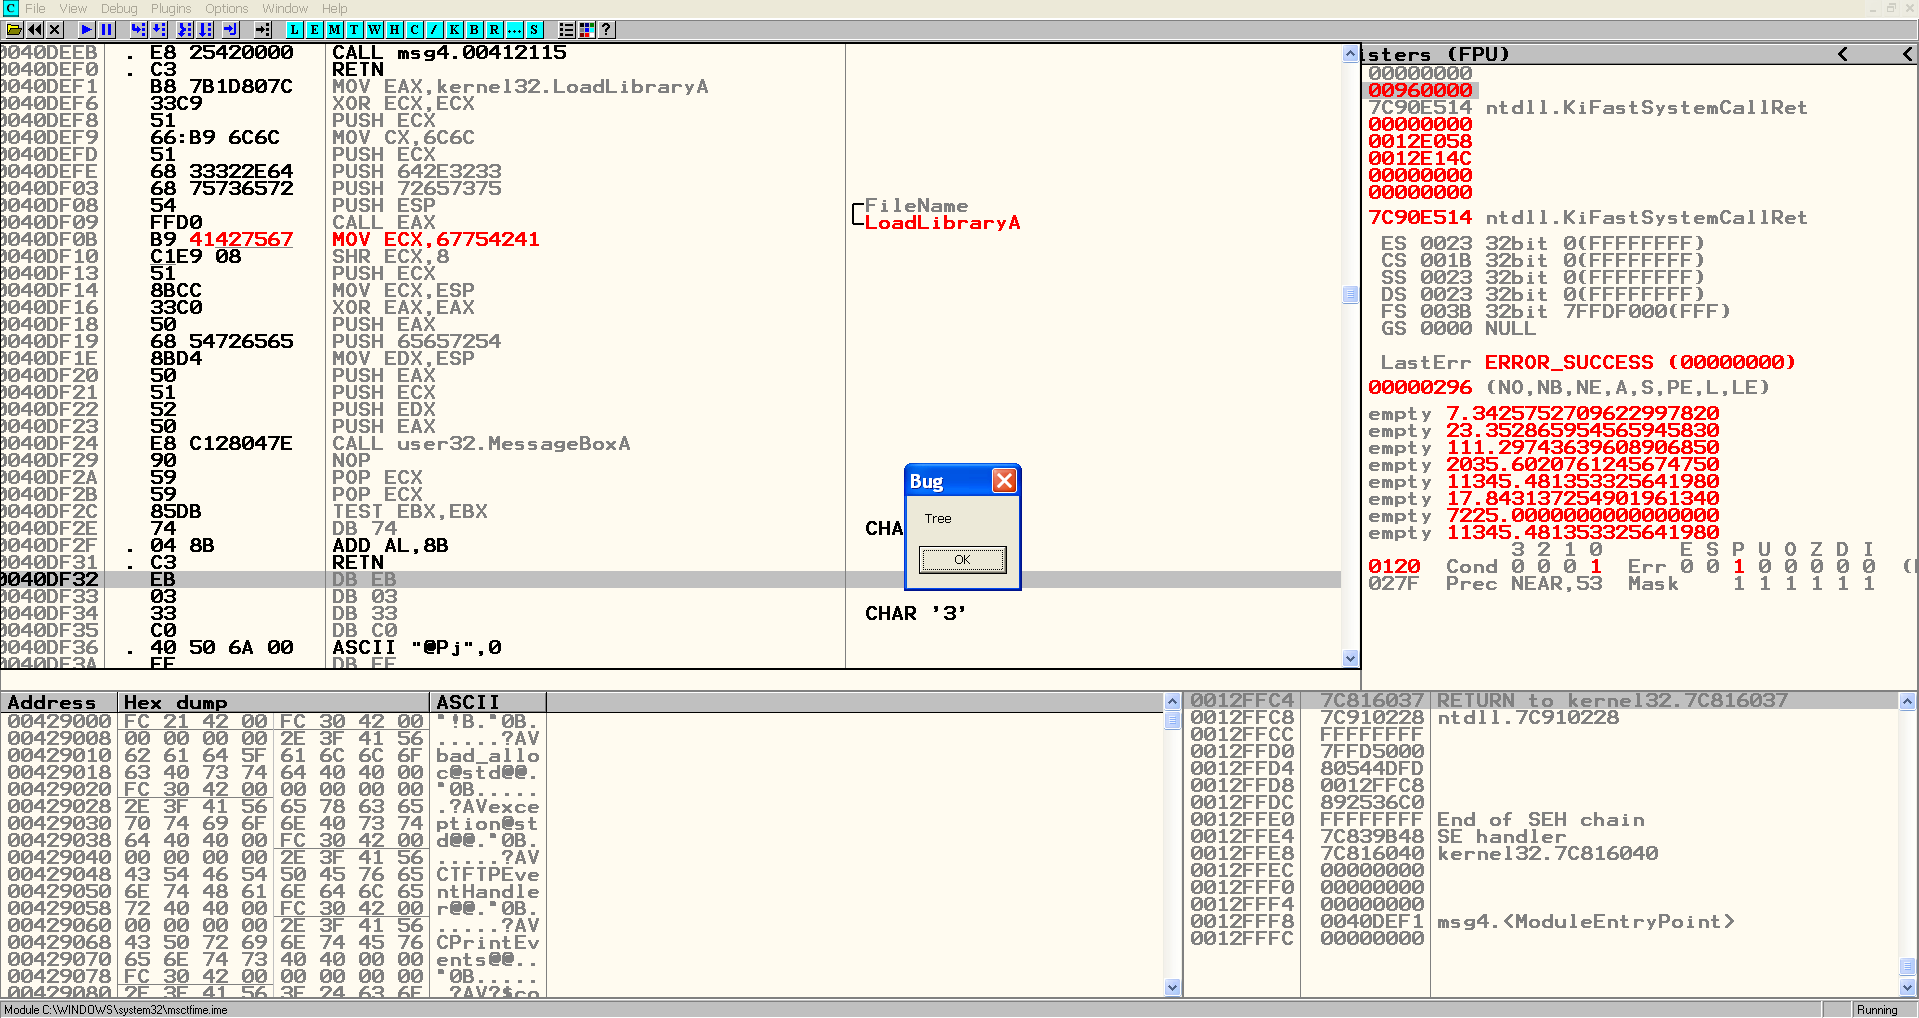 C File View Debug Plugins Options Window Help
L E M T W H C / K B R ... S ?
0040DEEB . E8 25420000 CALL msg4.00412115
0040DEF0 . C3 RETN
0040DEF1 B8 7B1D807C MOV EAX,kernel32.LoadLibraryA
0040DEF6 33C9 XOR ECX,ECX
0040DEF8 51 PUSH ECX
0040DEF9 66:B9 6C6C MOV CX,6C6C
0040DEFD 51 PUSH ECX
0040DEFE 68 33322E64 PUSH 642E3233
0040DF03 68 75736572 PUSH 72657375
0040DF08 54 PUSH ESP FileName
0040DF09 FFD0 CALL EAX LoadLibraryA
0040DF0B B9 41427567 MOV ECX,67754241
0040DF10 C1E9 08 SHR ECX,8
0040DF13 51 PUSH ECX
0040DF14 8BCC MOV ECX,ESP
0040DF16 33C0 XOR EAX,EAX
0040DF18 50 PUSH EAX
0040DF19 68 54726565 PUSH 65657254
0040DF1E 8BD4 MOV EDX,ESP
0040DF20 50 PUSH EAX
0040DF21 51 PUSH ECX
0040DF22 52 PUSH EDX
0040DF23 50 PUSH EAX
0040DF24 E8 C128047E CALL user32.MessageBoxA
0040DF29 90 NOP
0040DF2A 59 POP ECX
0040DF2B 59 POP ECX
0040DF2C 85DB TEST EBX,EBX
0040DF2E 74 DB 74 CHA
0040DF2F . 04 8B ADD AL,8B
0040DF31 . C3 RETN
0040DF32 EB DB EB
0040DF33 03 DB 03
0040DF34 33 DB 33 CHAR '3'
0040DF35 C0 DB C0
0040DF36 . 40 50 6A 00 ASCII "@Pj",0
0040DF3A FF DB FF
Bug
Tree
OK
isters (FPU) < <
00000000
00960000
7C90E514 ntdll.KiFastSystemCallRet
00000000
0012E058
0012E14C
00000000
00000000
7C90E514 ntdll.KiFastSystemCallRet
ES 0023 32bit 0(FFFFFFFF)
CS 001B 32bit 0(FFFFFFFF)
SS 0023 32bit 0(FFFFFFFF)
DS 0023 32bit 0(FFFFFFFF)
FS 003B 32bit 7FFDF000(FFF)
GS 0000 NULL
LastErr ERROR_SUCCESS (00000000)
00000296 (NO,NB,NE,A,S,PE,L,LE)
empty 7.3425752709622997820
empty 23.352865954565945830
empty 111.29743639608906850
empty 2035.6020761245674750
empty 11345.481353325641980
empty 17.843137254901961340
empty 7225.0000000000000000
empty 11345.481353325641980
3 2 1 0 E S P U O Z D I
0120 Cond 0 0 0 1 Err 0 0 1 0 0 0 0 0 (
027F Prec NEAR,53 Mask 1 1 1 1 1 1
Address Hex dump ASCII
00429000 FC 21 42 00 FC 30 42 00 "!B."0B.
00429008 00 00 00 00 2E 3F 41 56 .....?AV
00429010 62 61 64 5F 61 6C 6C 6F bad_allo
00429018 63 40 73 74 64 40 40 00 c@std@@.
00429020 FC 30 42 00 00 00 00 00 "0B.....
00429028 2E 3F 41 56 65 78 63 65 .?AVexce
00429030 70 74 69 6F 6E 40 73 74 ption@st
00429038 64 40 40 00 FC 30 42 00 d@@."0B.
00429040 00 00 00 00 2E 3F 41 56 .....?AV
00429048 43 54 46 54 50 45 76 65 CTFTPEve
00429050 6E 74 48 61 6E 64 6C 65 ntHandle
00429058 72 40 40 00 FC 30 42 00 r@@."0B.
00429060 00 00 00 00 2E 3F 41 56 .....?AV
00429068 43 50 72 69 6E 74 45 76 CPrintEv
00429070 65 6E 74 73 40 40 00 00 ents@@..
00429078 FC 30 42 00 00 00 00 00 "0B.....
00429080 2E 3F 41 56 3F 24 63 6F .?AV?$co
0012FFC4 7C816037 RETURN to kernel32.7C816037
0012FFC8 7C910228 ntdll.7C910228
0012FFCC FFFFFFFF
0012FFD0 7FFD5000
0012FFD4 80544DFD
0012FFD8 0012FFC8
0012FFDC 892536C0
0012FFE0 FFFFFFFF End of SEH chain
0012FFE4 7C839B48 SE handler
0012FFE8 7C816040 kernel32.7C816040
0012FFEC 00000000
0012FFF0 00000000
0012FFF4 00000000
0012FFF8 0040DEF1 msg4.<ModuleEntryPoint>
0012FFFC 00000000
Module C:\WINDOWS\system32\msctfime.ime
Running